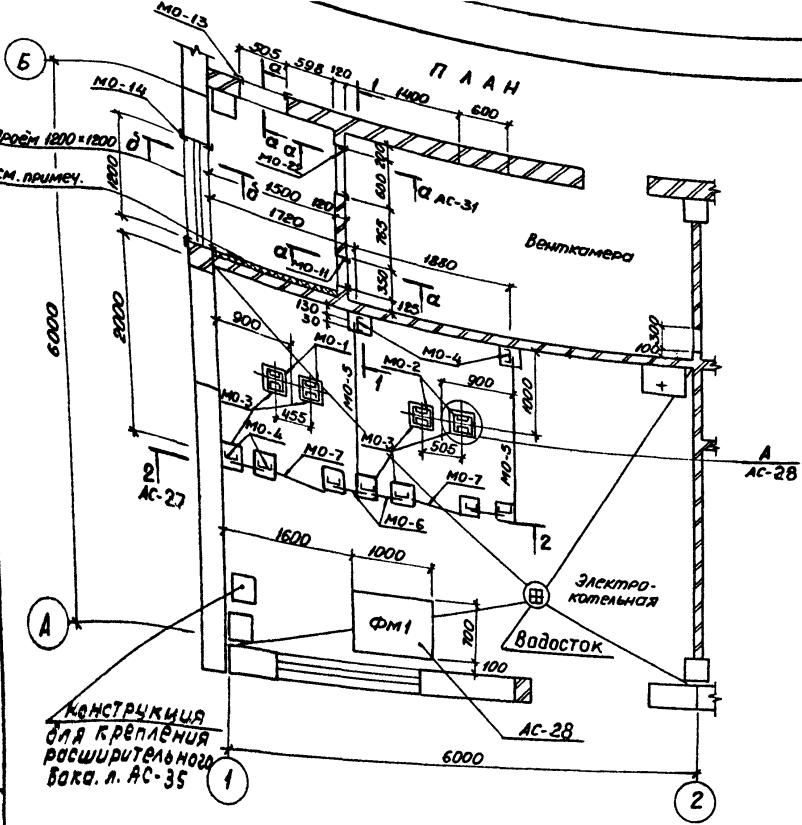 МО-13
505
598
120
П Л А Н
Б
а
1
1400
600
МО-14
Проём 1200×1200
б
а
а
МО-22
200
600
а
АС-31
1200
см. примеч.
б
1500
120
1720
765
Венткамера
а
МО-11
1880
350
а
6000
2000
130
30
125
300
100
900
МО-1
МО-5
1
МО-4
МО-2
900
1000
МО-3
455
МО-4
МО-3
505
МО-5
А
АС-28
2
АС-27
МО-7
МО-7
МО-6
2
1600
1000
Электро-
котельная
А
ФМ1
700
Водосток
100
Конструкция
для крепления
расширительного
бака. л. АС-35
АС-28
6000
1
2